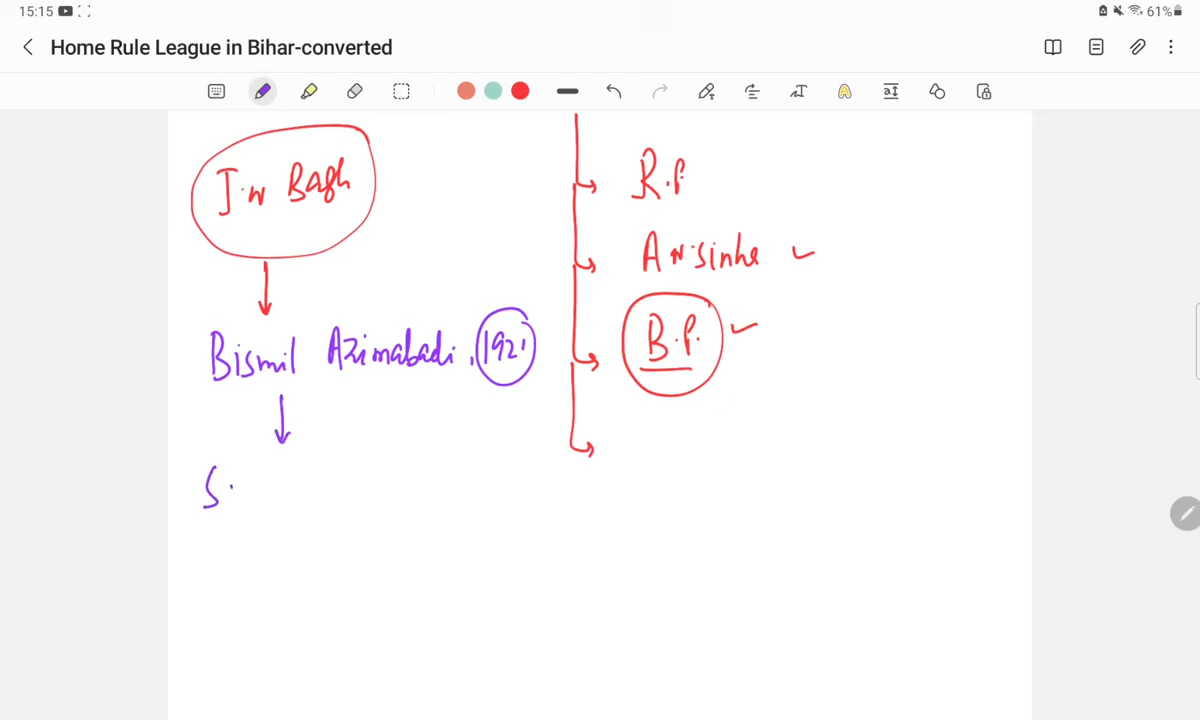 15:15 61%
Home Rule League in Bihar-converted
J.W Bagh
R.P
A N Sinha
Bismil Azimabadi, 1921
B.P.
S.